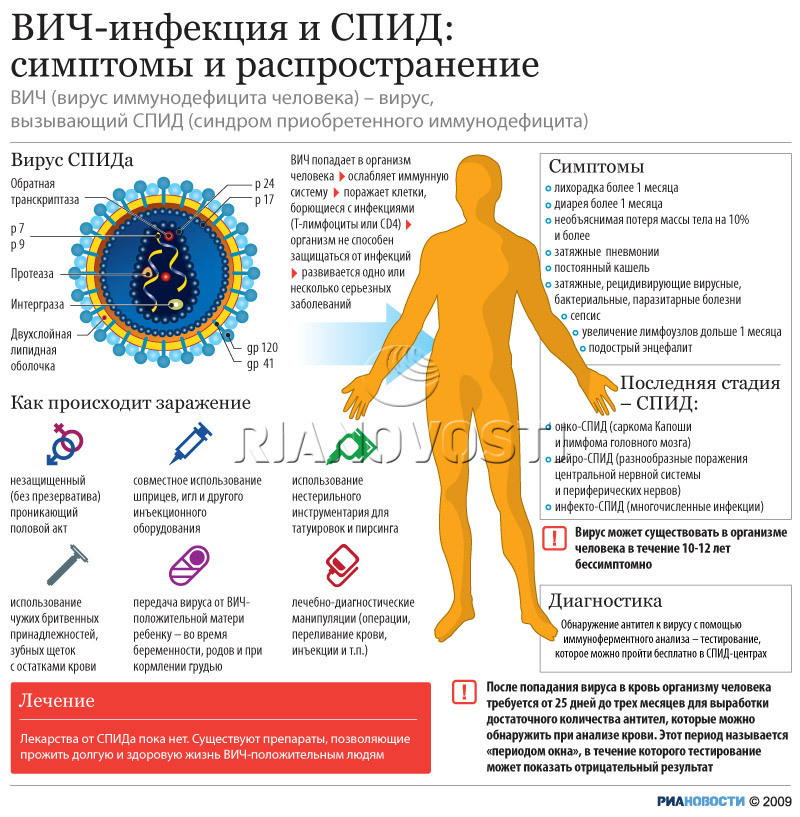 ВИЧ-инфекция и СПИД:
симптомы и распространение
ВИЧ (вирус иммунодефицита человека) – вирус,
вызывающий СПИД (синдром приобретенного иммунодефицита)
Вирус СПИДа
Обратная
транскриптаза
p 7
p 9
Протеаза
Интерграза
Двухслойная
липидная
оболочка
p 24
p 17
gp 120
gp 41
ВИЧ попадает в организм
человека ослабляет иммунную
систему поражает клетки,
борющиеся с инфекциями
(Т-лимфоциты или CD4)
организм не способен
защищаться от инфекций
развивается одно или
несколько серьезных
заболеваний
Симптомы
лихорадка более 1 месяца
диарея более 1 месяца
необъяснимая потеря массы тела на 10%
и более
затяжные пневмонии
постоянный кашель
затяжные, рецидивирующие вирусные,
бактериальные, паразитарные болезни
сепсис
увеличение лимфоузлов дольше 1 месяца
подострый энцефалит
Последняя стадия
– СПИД:
онко-СПИД (саркома Капоши
и лимфома головного мозга)
нейро-СПИД (разнообразные поражения
центральной нервной системы
и периферических нервов)
инфекто-СПИД (многочисленные инфекции)
! Вирус может существовать в организме
человека в течение 10-12 лет
бессимптомно
Как происходит заражение
незащищенный
(без презерватива)
проникающий
половой акт
совместное использование
шприцев, игл и другого
инъекционного
оборудования
использование
нестерильного
инструментария для
татуировок и пирсинга
использование
чужих бритвенных
принадлежностей,
зубных щеток
с остатками крови
передача вируса от ВИЧ-
положительной матери
ребенку – во время
беременности, родов и при
кормлении грудью
лечебно-диагностические
манипуляции (операции,
переливание крови,
инъекции и т.п.)
Диагностика
Обнаружение антител к вирусу с помощью
иммуноферментного анализа – тестирование,
которое можно пройти бесплатно в СПИД-центрах
Лечение
Лекарства от СПИДа пока нет. Существуют препараты, позволяющие
прожить долгую и здоровую жизнь ВИЧ-положительным людям
! После попадания вируса в кровь организму человека
требуется от 25 дней до трех месяцев для выработки
достаточного количества антител, которые можно
обнаружить при анализе крови. Этот период называется
«периодом окна», в течение которого тестирование
может показать отрицательный результат
RIANOVOSTI
РИАНОВОСТИ © 2009